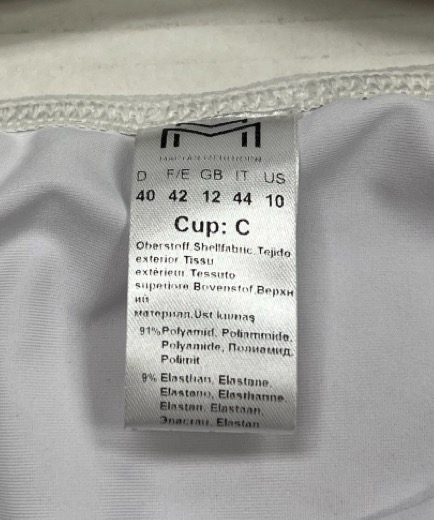 D F/E GB IT US
40 42 12 44 10
Cup: C
Oberstoff.Shellfabric.Tejido
exterior.Tissu
extérieur.Tessuto
superiore.Bovenstof.Верхн
ий
материал.Üst kumaş
91% Polyamid, Poliammide,
Polyamide, Полиамид,
Polimit
9% Elasthan, Elastane,
Elastano, Elasthanne,
Elastan, Elastaan,
Эластан, Elastan